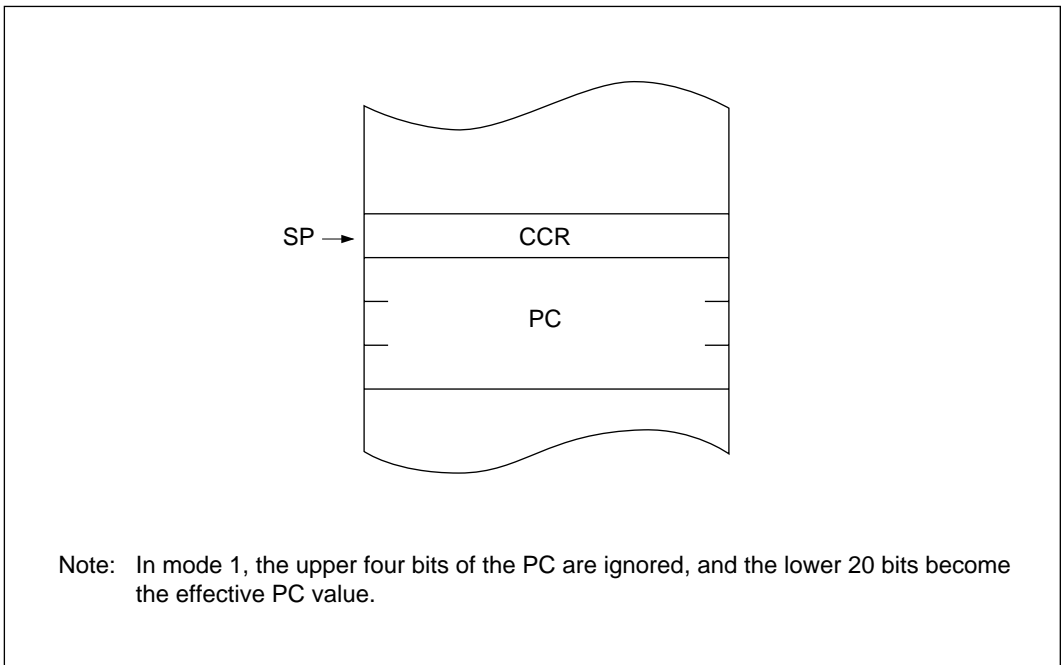 SP → CCR
PC
Note: In mode 1, the upper four bits of the PC are ignored, and the lower 20 bits become
the effective PC value.